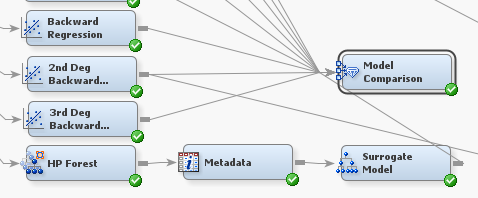 Backward
Regression
2nd Deg
Backward...
3rd Deg
Backward...
HP Forest
Metadata
Model
Comparison
Surrogate
Model